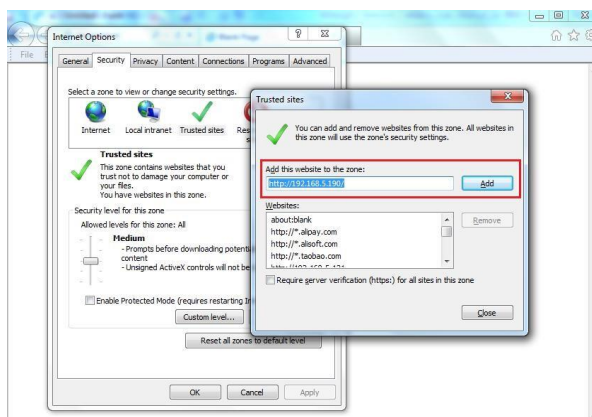 Internet Options
File
General Security Privacy Content Connections Programs Advanced
Select a zone to view or change security settings.
Internet Local intranet Trusted sites
Trusted sites
This zone contains websites that you
trust not to damage your computer or
your files.
You have websites in this zone.
Security level for this zone
Allowed levels for this zone: All
Medium
- Prompts before downloading
content
- Unsigned ActiveX controls will not be
Enable Protected Mode (requires restarting
Custom level...
Reset all zones to default level
OK Cancel Apply
Trusted sites
You can add and remove websites from this zone. All websites in
this zone will use the zone's security settings.
Add this website to the zone:
http://192.168.5.190/
Add
Websites:
about:blank
http://*.alipay.com
http://*.alisoft.com
http://*.taobao.com
Remove
Require server verification (https:) for all sites in this zone
Close